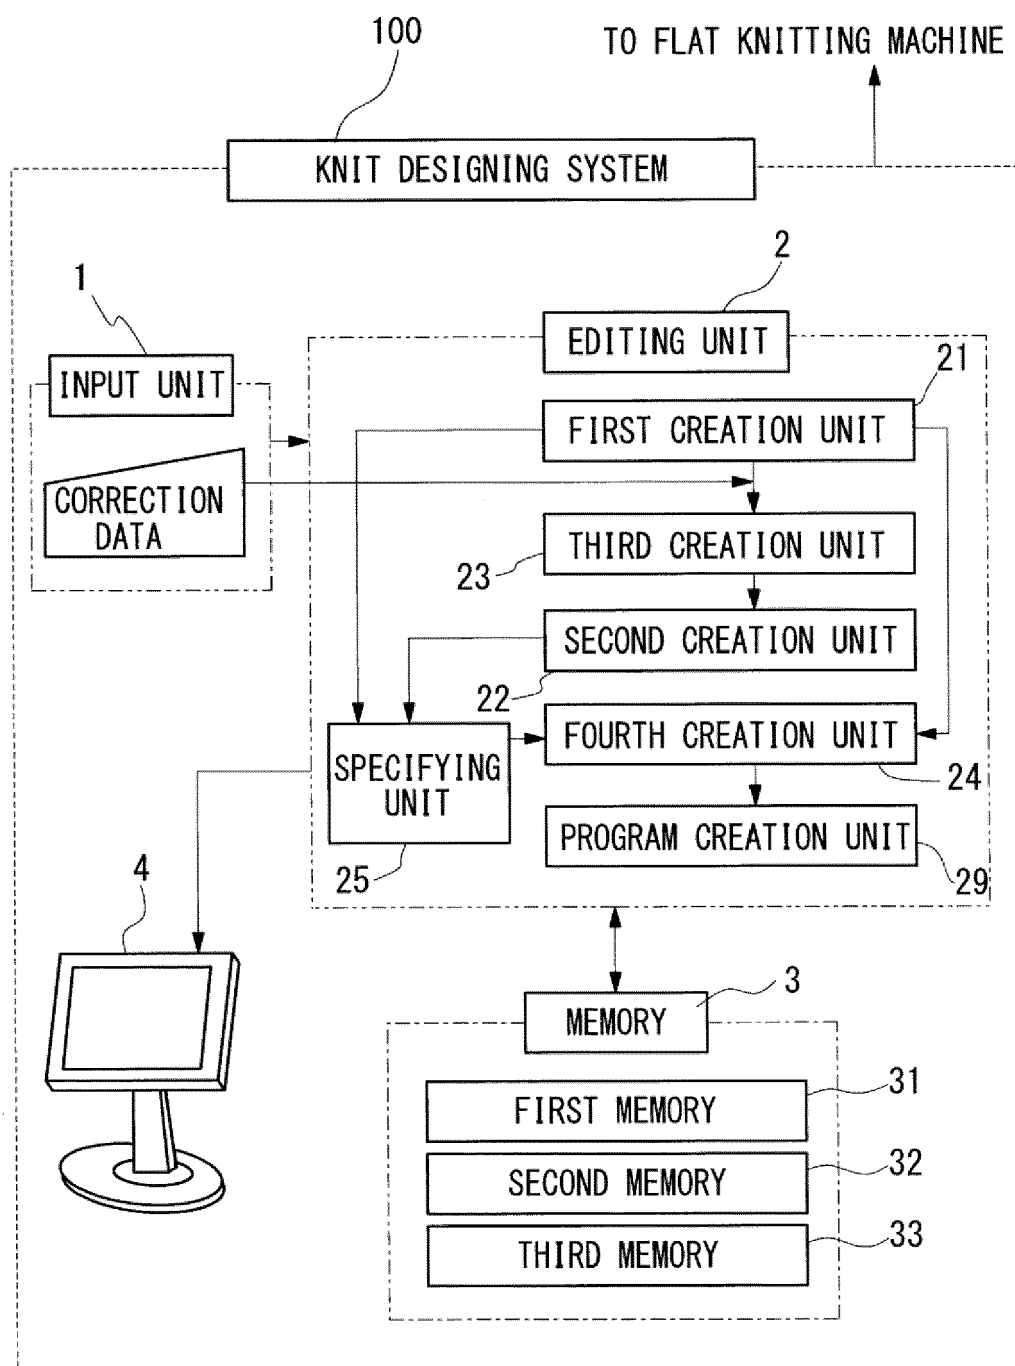 100
TO FLAT KNITTING MACHINE
KNIT DESIGNING SYSTEM
2
1
EDITING UNIT
21
INPUT UNIT
FIRST CREATION UNIT
CORRECTION
DATA
THIRD CREATION UNIT
23
SECOND CREATION UNIT
22
FOURTH CREATION UNIT
SPECIFYING
UNIT
24
PROGRAM CREATION UNIT
25
29
4
3
MEMORY
31
FIRST MEMORY
32
SECOND MEMORY
33
THIRD MEMORY